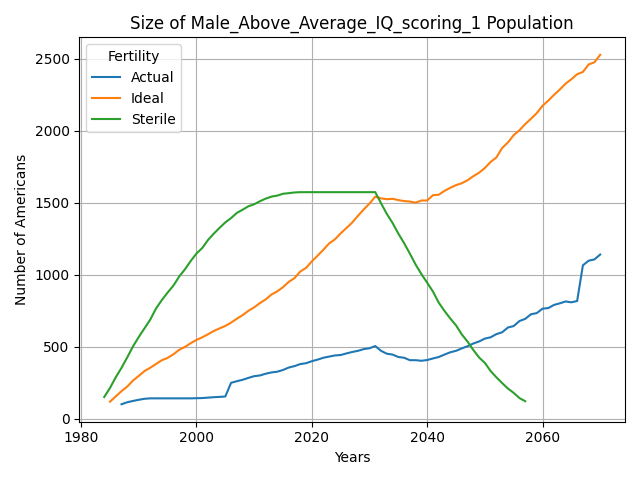 Size of Male_Above_Average_IQ_scoring_1 Population
Fertility
Actual
Ideal
Sterile
2500
2000
1500
1000
500
0
Number of Americans
1980
2000
2020
2040
2060
Years